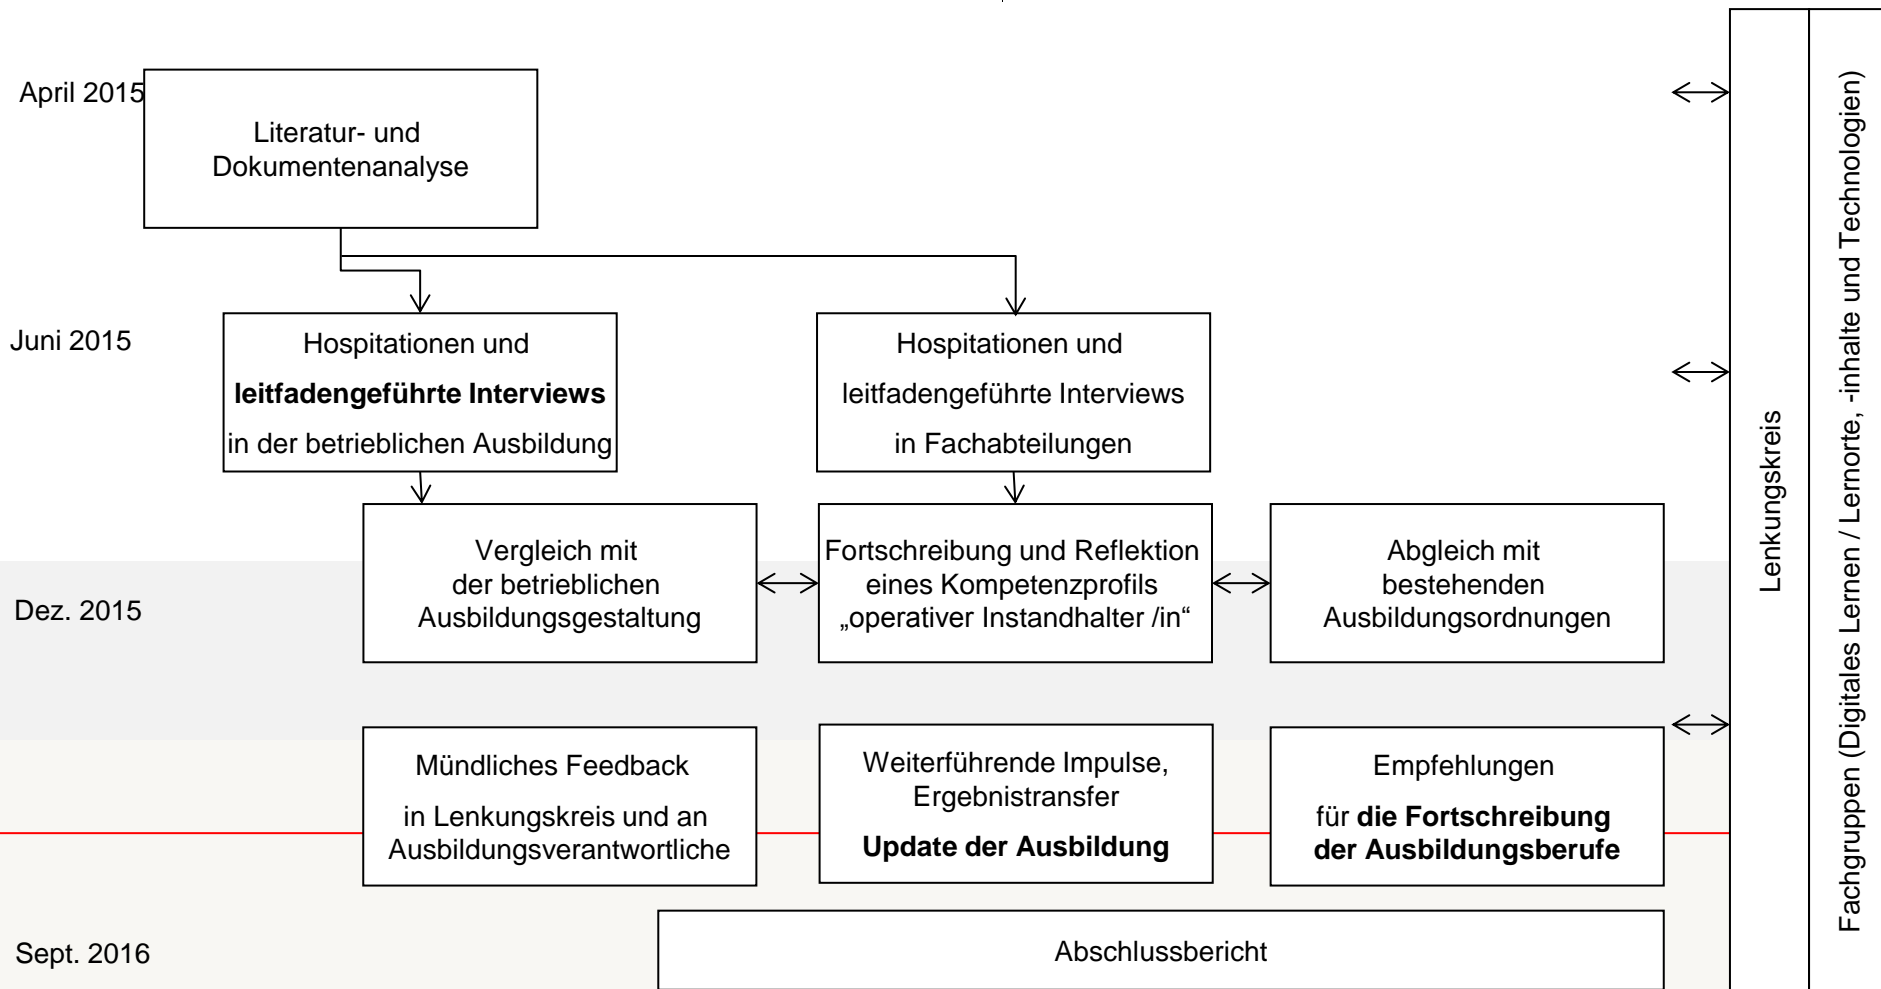 April 2015
Literatur- und
Dokumentenanalyse
Juni 2015
Hospitationen und
leitfadengeführte Interviews
in der betrieblichen Ausbildung
Hospitationen und
leitfadengeführte Interviews
in Fachabteilungen
Dez. 2015
Vergleich mit
der betrieblichen
Ausbildungsgestaltung
Fortschreibung und Reflektion
eines Kompetenzprofils
„operativer Instandhalter /in“
Abgleich mit
bestehenden
Ausbildungsordnungen
Mündliches Feedback
in Lenkungskreis und an
Ausbildungsverantwortliche
Weiterführende Impulse,
Ergebnistransfer
Update der Ausbildung
Empfehlungen
für die Fortschreibung
der Ausbildungsberufe
Sept. 2016
Abschlussbericht
Lenkungskreis
Fachgruppen (Digitales Lernen / Lernorte, -inhalte und Technologien)